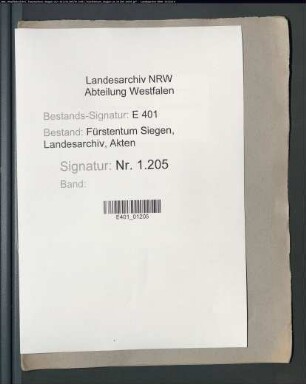 Landesarchiv NRW
Abteilung Westfalen
Bestands-Signatur: E 401
Bestand: Fürstentum Siegen,
Landesarchiv, Akten
Signatur: Nr. 1.205
Band:
E401_01205